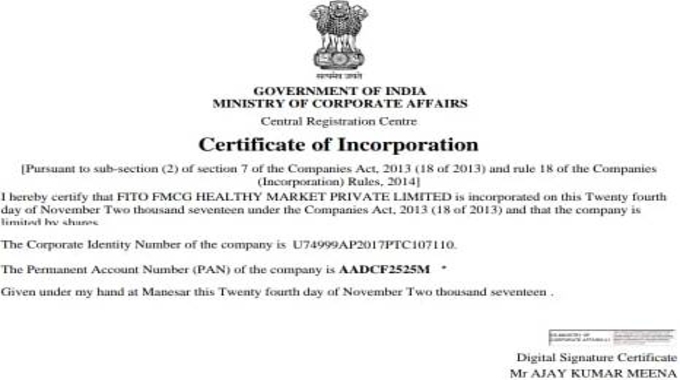 सत्यमेव जयते
GOVERNMENT OF INDIA
MINISTRY OF CORPORATE AFFAIRS
Central Registration Centre
Certificate of Incorporation
[Pursuant to sub-section (2) of section 7 of the Companies Act, 2013 (18 of 2013) and rule 18 of the Companies
(Incorporation) Rules, 2014]
I hereby certify that FITO FMCG HEALTHY MARKET PRIVATE LIMITED is incorporated on this Twenty fourth
day of November Two thousand seventeen under the Companies Act, 2013 (18 of 2013) and that the company is
limited by shares
The Corporate Identity Number of the company is U74999AP2017PTC107110.
The Permanent Account Number (PAN) of the company is AADCF2525M *
Given under my hand at Manesar this Twenty fourth day of November Two thousand seventeen .
Digital Signature Certificate
Mr AJAY KUMAR MEENA